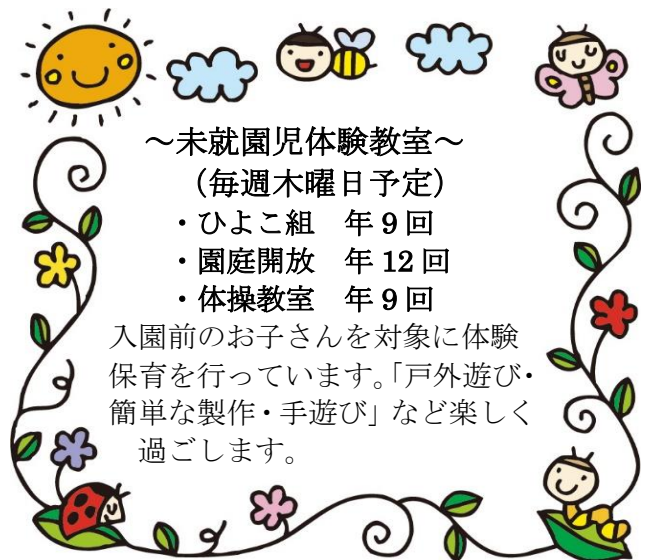 ～未就園児体験教室～
（毎週木曜日予定）
・ひよこ組　年 9 回
・園庭開放　年 12 回
・体操教室　年 9 回
入園前のお子さんを対象に体験
保育を行っています。「戸外遊び・
簡単な製作・手遊び」など楽しく
過ごします。